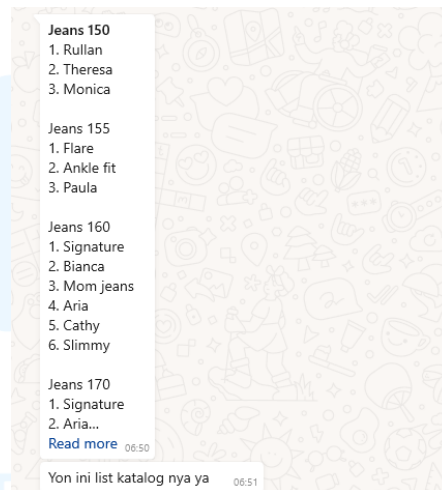 Jeans 150
1. Rullan
2. Theresa
3. Monica
Jeans 155
1. Flare
2. Ankle fit
3. Paula
Jeans 160
1. Signature
2. Bianca
3. Mom jeans
4. Aria
5. Cathy
6. Slimmy
Jeans 170
1. Signature
2. Aria...
Read more 06:50
Yon ini list katalog nya ya 06:51